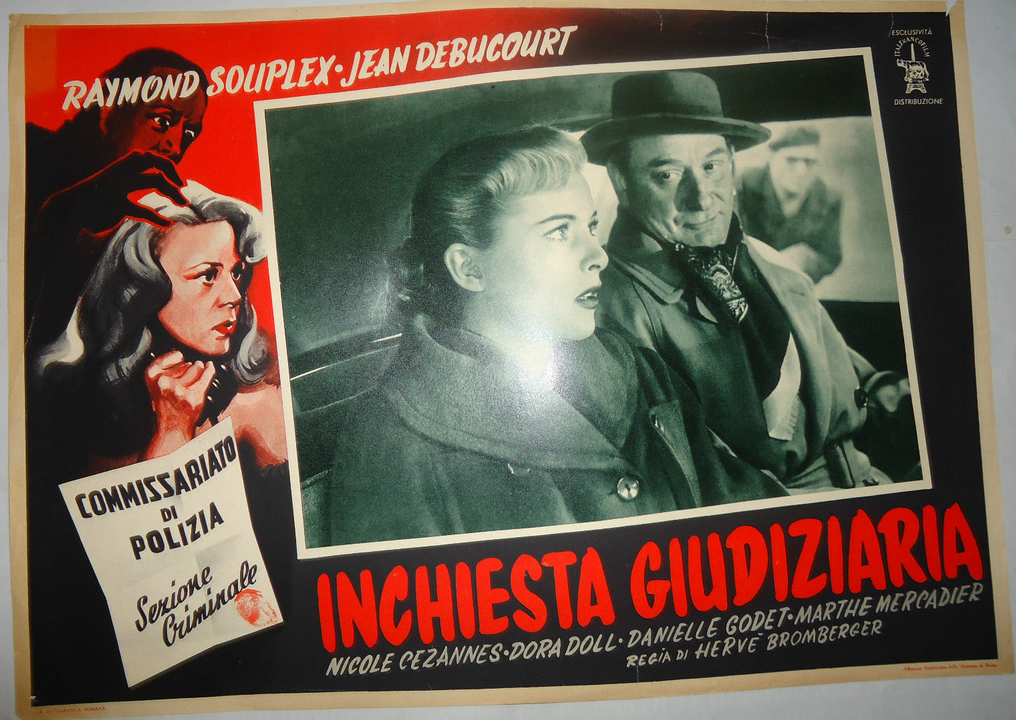 RAYMOND SOUPLEX · JEAN DEBUCOURT
ESCLUSIVITÀ
ITALFRANCOFILM
DISTRIBUZIONE
COMMISSARIATO
DI
POLIZIA
Sezione
Criminale
INCHIESTA GIUDIZIARIA
NICOLE CEZANNES · DORA DOLL · DANIELLE GODET · MARTHE MERCADIER
REGIA DI HERVÉ BROMBERGER